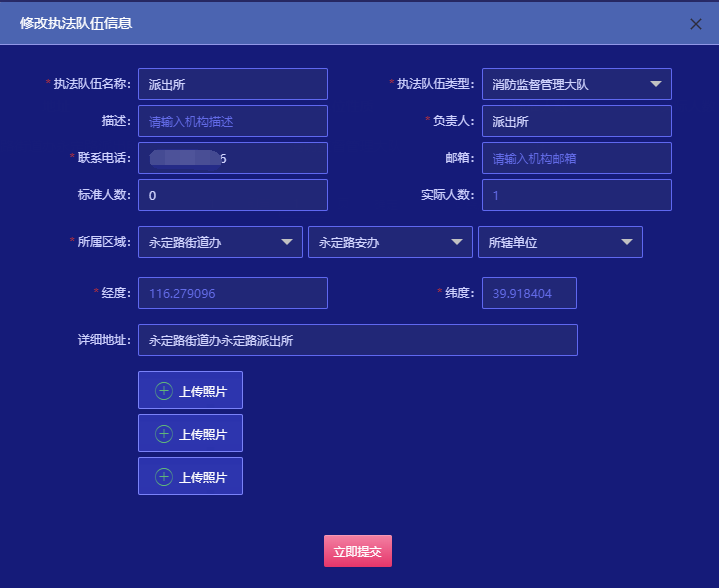 修改执法队伍信息
*执法队伍名称： 派出所 *执法队伍类型： 消防监督管理大队
描述： 请输入机构描述 *负责人： 派出所
*联系电话： 6 邮箱： 请输入机构邮箱
标准人数： 0 实际人数： 1
*所属区域： 永定路街道办 永定路安办 所辖单位
*经度： 116.279096 *纬度： 39.918404
详细地址： 永定路街道办永定路派出所
上传照片
上传照片
上传照片
立即提交